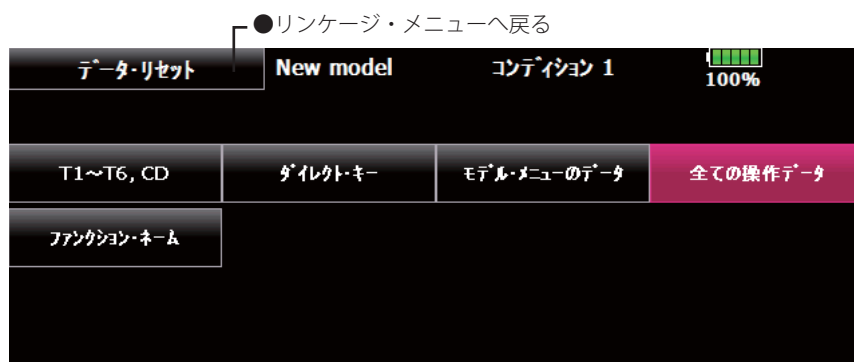 ●リンケージ・メニューへ戻る
データ・リセット New model コンディション 1 100%
T1~T6, CD ダイレクト・キー モデル・メニューのデータ 全ての操作データ
ファンクション・ネーム